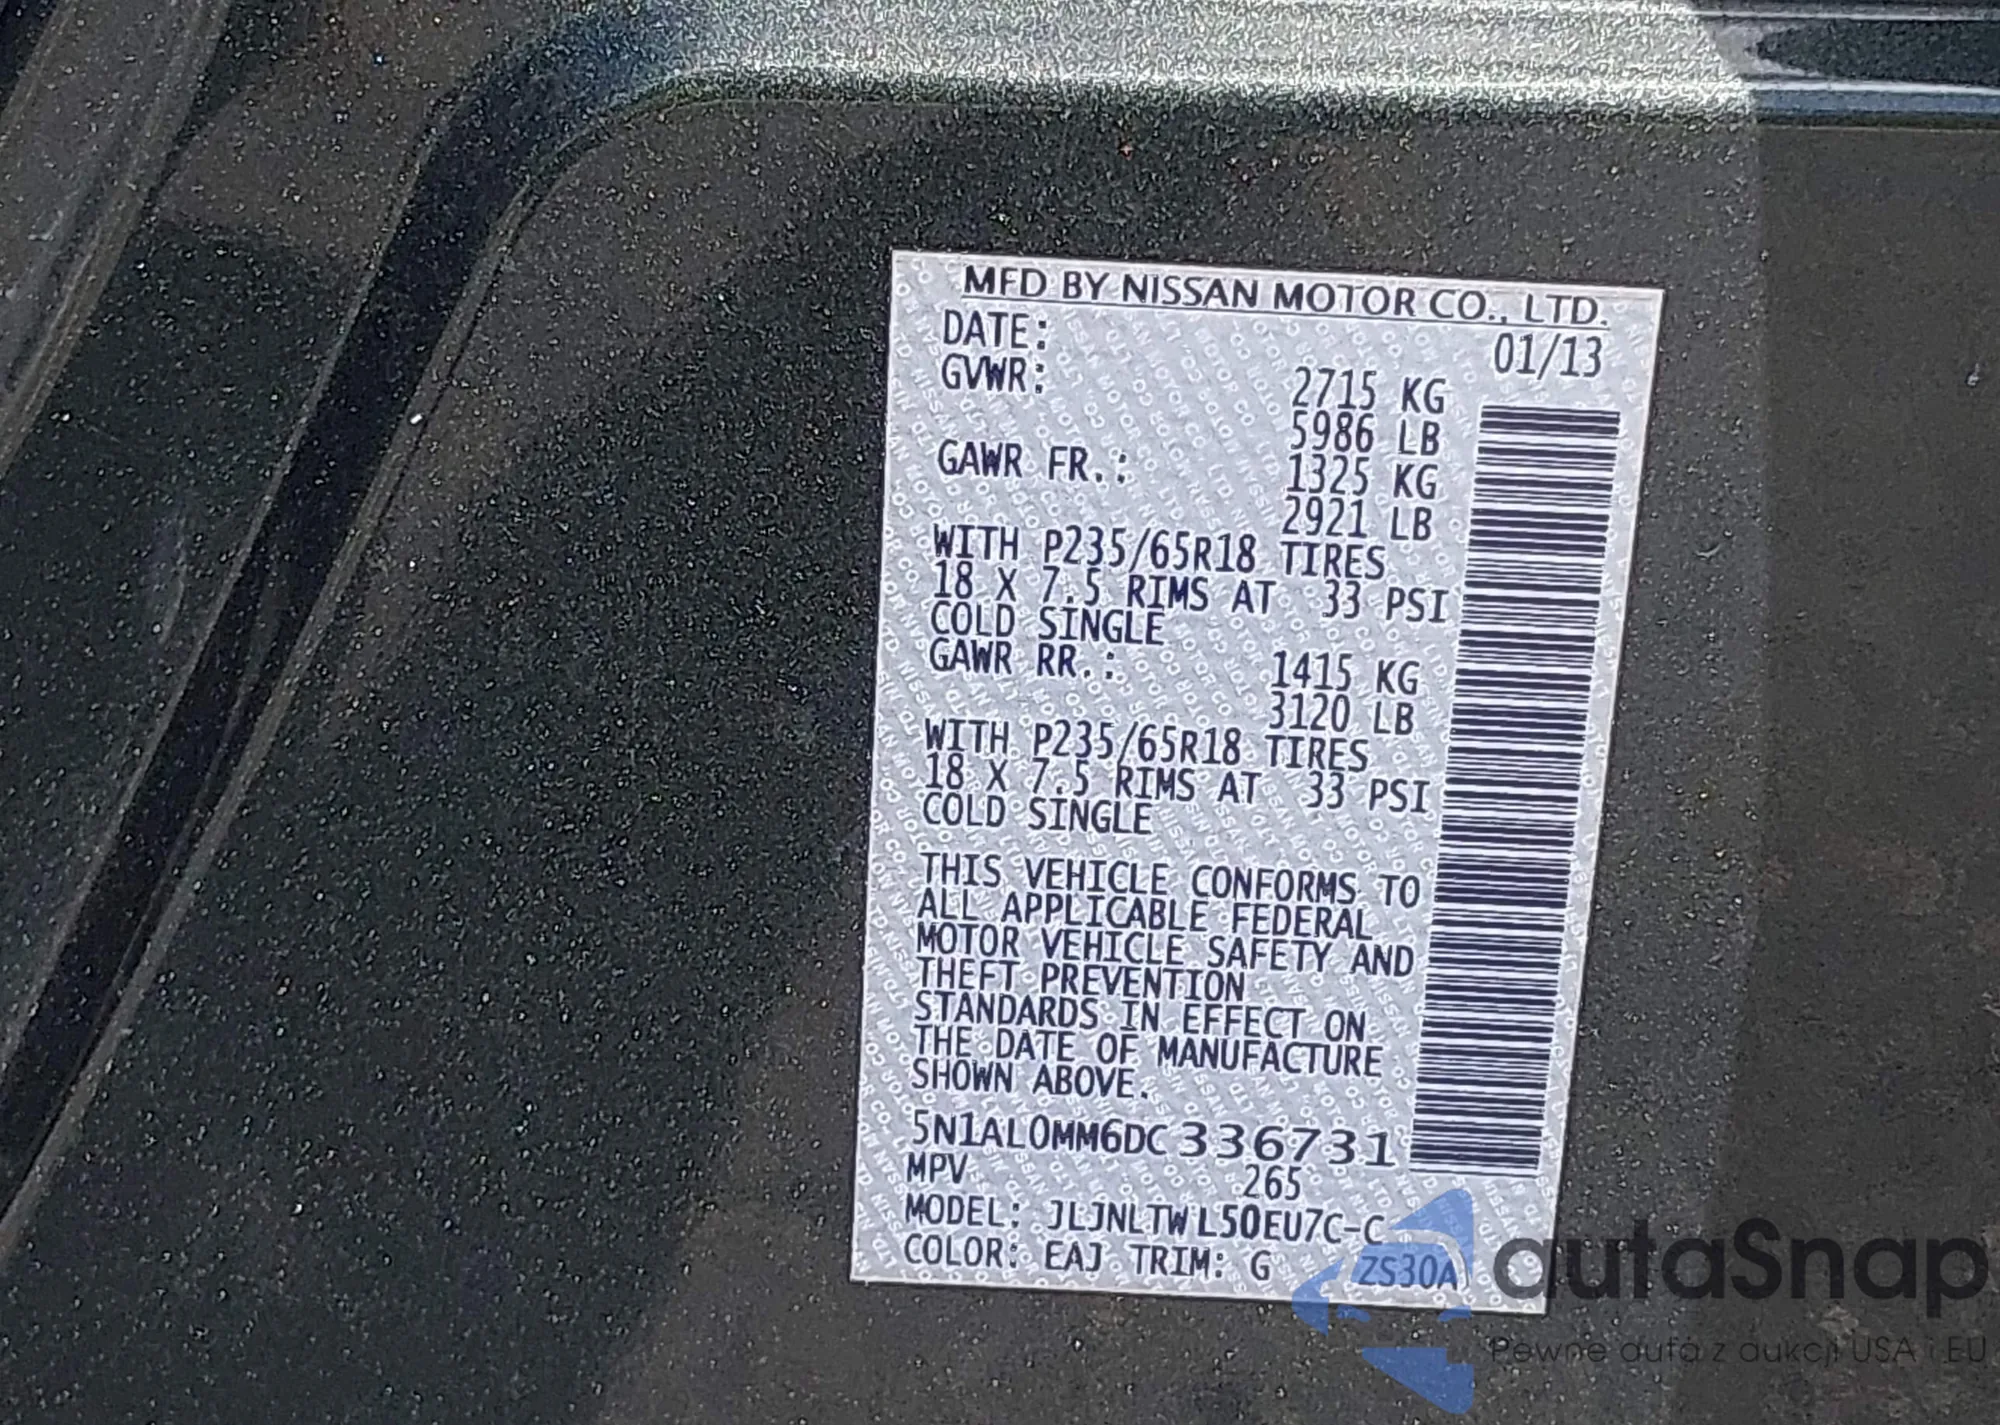 MFD BY NISSAN MOTOR CO., LTD.
DATE: 01/13
GVWR: 2715 KG
5986 LB
GAWR FR.: 1325 KG
2921 LB
WITH P235/65R18 TIRES
18 X 7.5 RIMS AT 33 PSI
COLD SINGLE
GAWR RR.: 1415 KG
3120 LB
WITH P235/65R18 TIRES
18 X 7.5 RIMS AT 33 PSI
COLD SINGLE
THIS VEHICLE CONFORMS TO
ALL APPLICABLE FEDERAL
MOTOR VEHICLE SAFETY AND
THEFT PREVENTION
STANDARDS IN EFFECT ON
THE DATE OF MANUFACTURE
SHOWN ABOVE.
5N1AL0MM6DC336731
MPV 265
MODEL: JLJNLTWL50EU7C-C
COLOR: EAJ TRIM: G ZS30A
autaSnap
Pewne auta z aukcji USA i EU